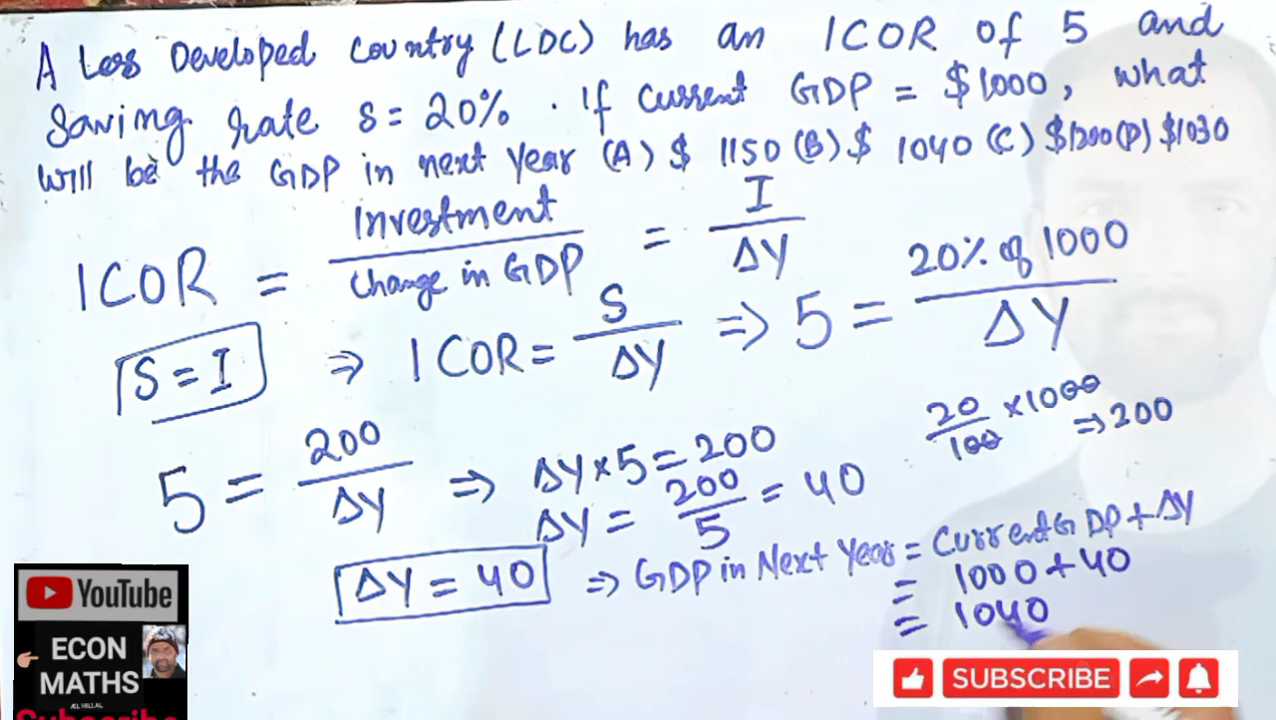 A Less Developed Country (LDC) has an ICOR of 5 and
Saving rate s = 20% . If Current GDP = $1000, what
will be the GDP in next Year (A) $ 1150 (B) $ 1040 (C) $1200 (D) $1030
ICOR = Investment / Change in GDP = I / ΔY
S = I ⇒ ICOR = S / ΔY ⇒ 5 = 20% of 1000 / ΔY
20/100 × 1000 ⇒ 200
5 = 200 / ΔY ⇒ ΔY × 5 = 200
ΔY = 200 / 5 = 40
ΔY = 40 ⇒ GDP in Next Year = Current GDP + ΔY
= 1000 + 40
= 1040
YouTube
ECON
MATHS
ÆL HILLAL
Subscribe
SUBSCRIBE